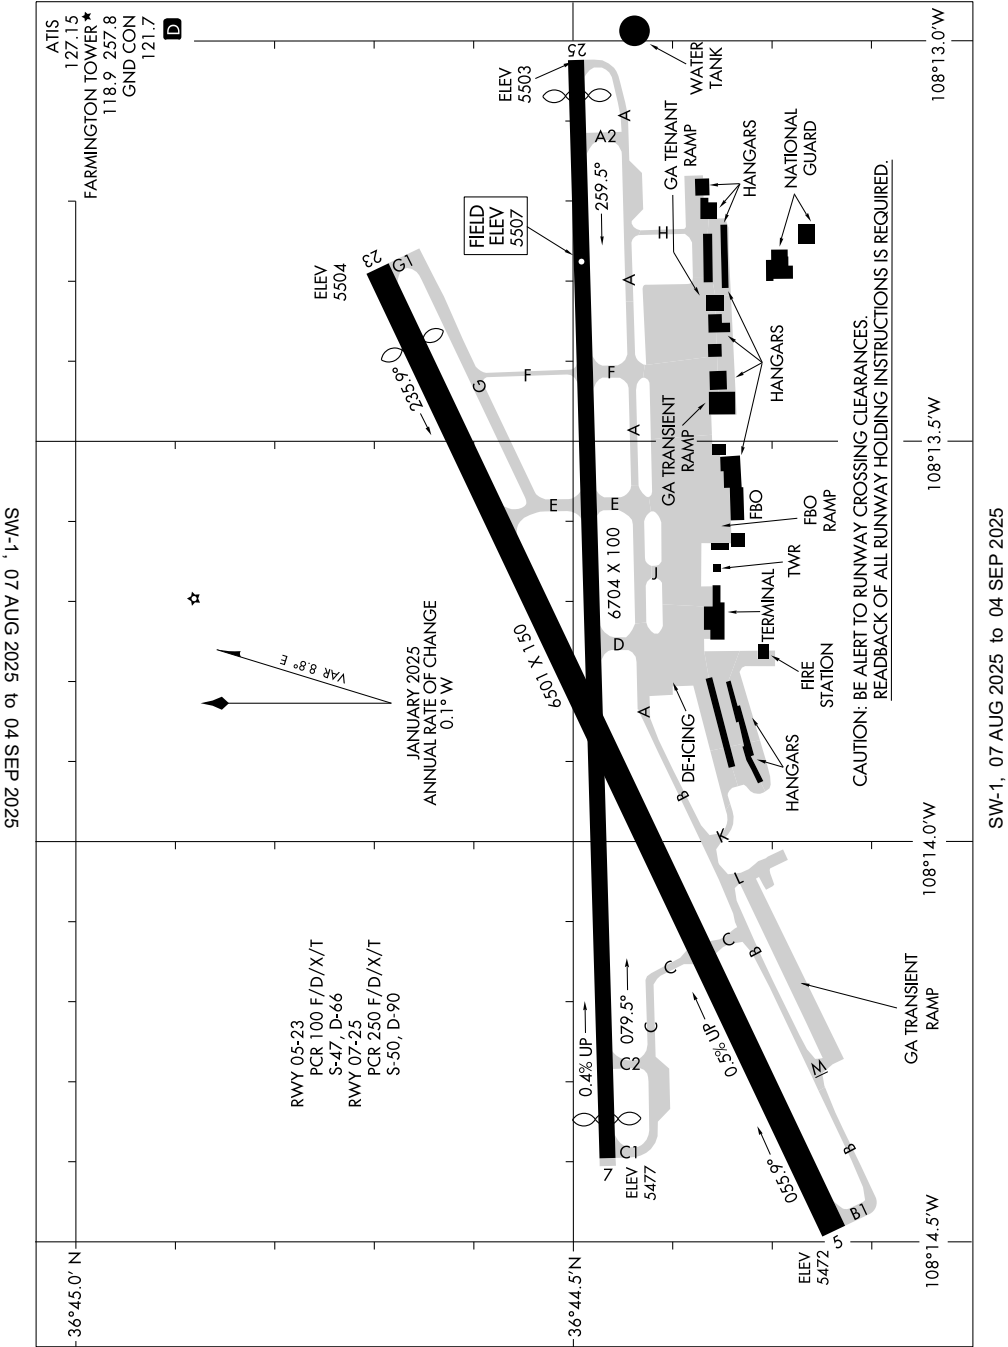 ATIS
127.15
FARMINGTON TOWER★
118.9 257.8
GND CON
121.7
D
108°13.0'W
108°13.5'W
108°14.0'W
108°14.5'W
36°45.0' N
36°44.5'N
WATER
TANK
25
ELEV
5503
A
A2
259.5°
FIELD
ELEV
5507
GA TENANT
RAMP
HANGARS
NATIONAL
GUARD
H
A
23
G1
ELEV
5504
235.9°
G
F
F
A
HANGARS
GA TRANSIENT
RAMP
E
E
FBO
FBO
RAMP
TWR
TERMINAL
FIRE
STATION
J
6704 X 100
D
6501 X 150
A
DE-ICING
B
HANGARS
K
L
C
B
C
C
C2
079.5°
0.4% UP
0.5% UP
GA TRANSIENT
RAMP
M
C1
7
ELEV
5477
055.9°
B
B1
5
ELEV
5472
VAR 8.8° E
JANUARY 2025
ANNUAL RATE OF CHANGE
0.1° W
RWY 05-23
PCR 100 F/D/X/T
S-47, D-66
RWY 07-25
PCR 250 F/D/X/T
S-50, D-90
CAUTION: BE ALERT TO RUNWAY CROSSING CLEARANCES.
READBACK OF ALL RUNWAY HOLDING INSTRUCTIONS IS REQUIRED.
SW-1, 07 AUG 2025 to 04 SEP 2025
SW-1, 07 AUG 2025 to 04 SEP 2025